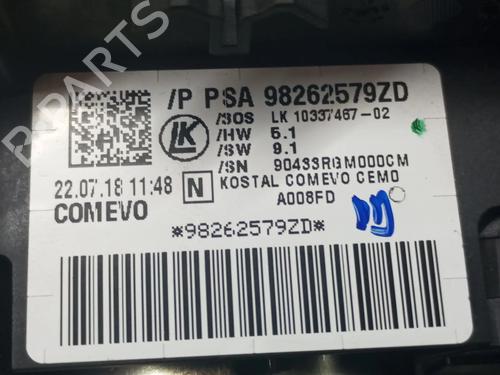 /P PSA 98262579ZD
/SOS LK 10337467-02
/HW 5.1
/SW 9.1
/SN 90433RGM000CM
22.07.18 11:48 N KOSTAL COMEVO CEMO
COMEVO A008FD
*98262579ZD*
B-PARTS